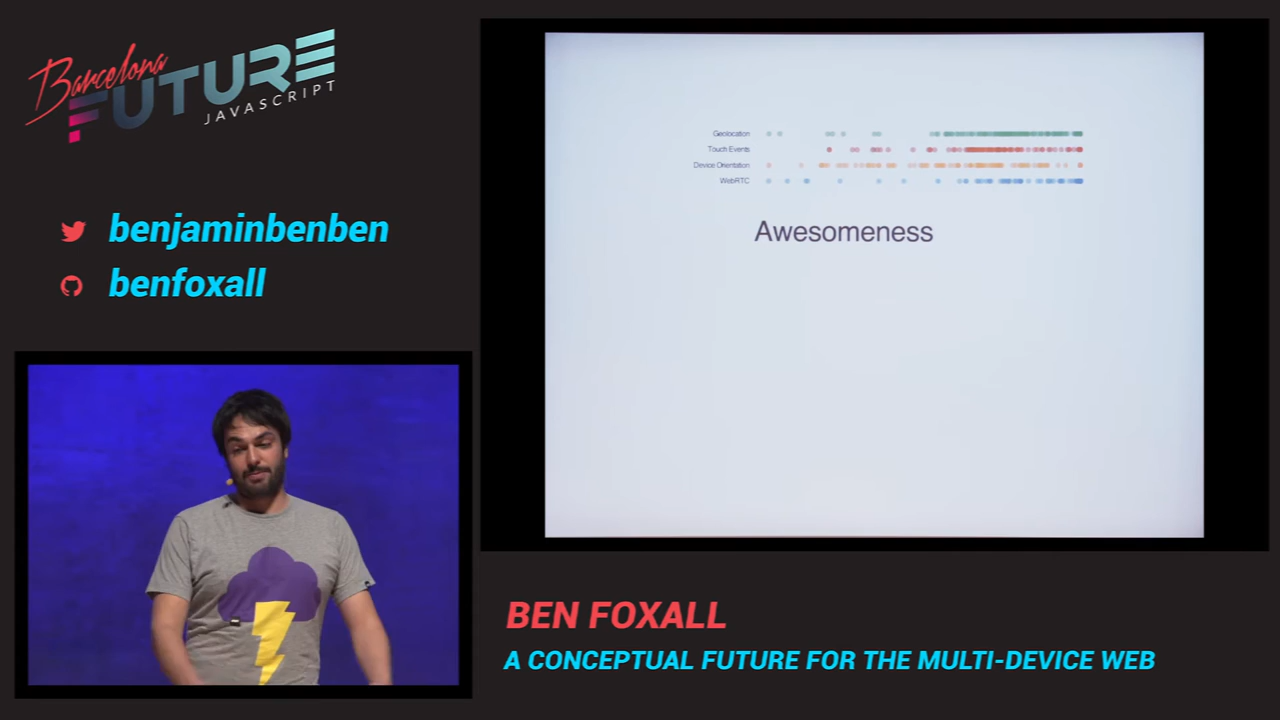 Barcelona
FUTURE
JAVASCRIPT
benjaminbenben
benfoxall
Geolocation
Touch Events
Device Orientation
WebRTC
Awesomeness
BEN FOXALL
A CONCEPTUAL FUTURE FOR THE MULTI-DEVICE WEB